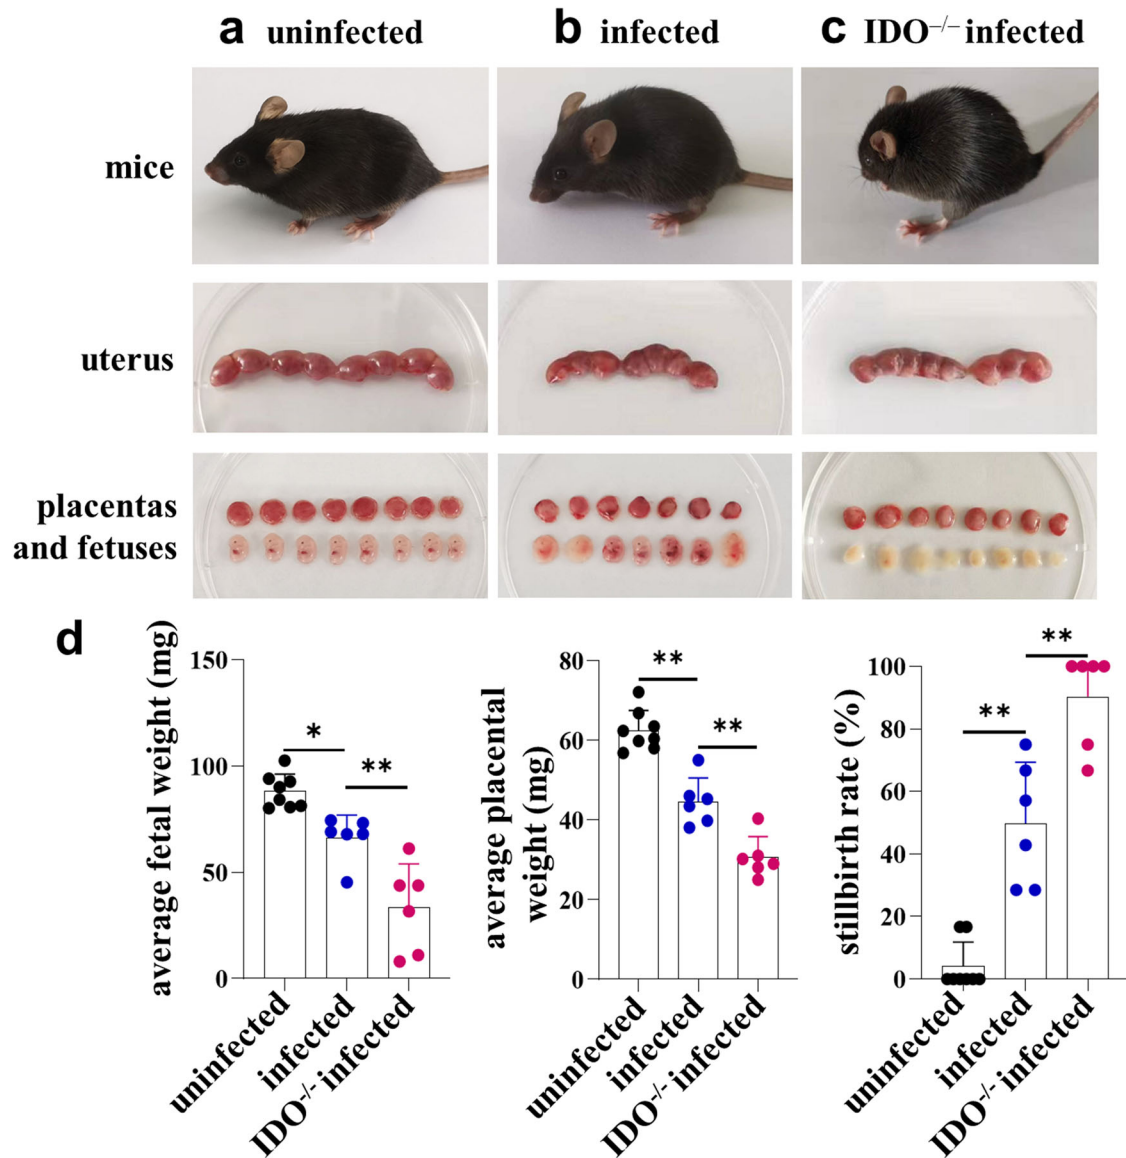 a uninfected
b infected
c IDO⁻/⁻ infected
mice
uterus
placentas
and fetuses
d
average fetal weight (mg)
150
100
50
0
*
**
uninfected
infected
IDO⁻/⁻ infected
average placental
weight (mg)
80
60
40
20
0
**
**
uninfected
infected
IDO⁻/⁻ infected
stillbirth rate (%)
100
80
60
40
20
0
**
**
uninfected
infected
IDO⁻/⁻ infected